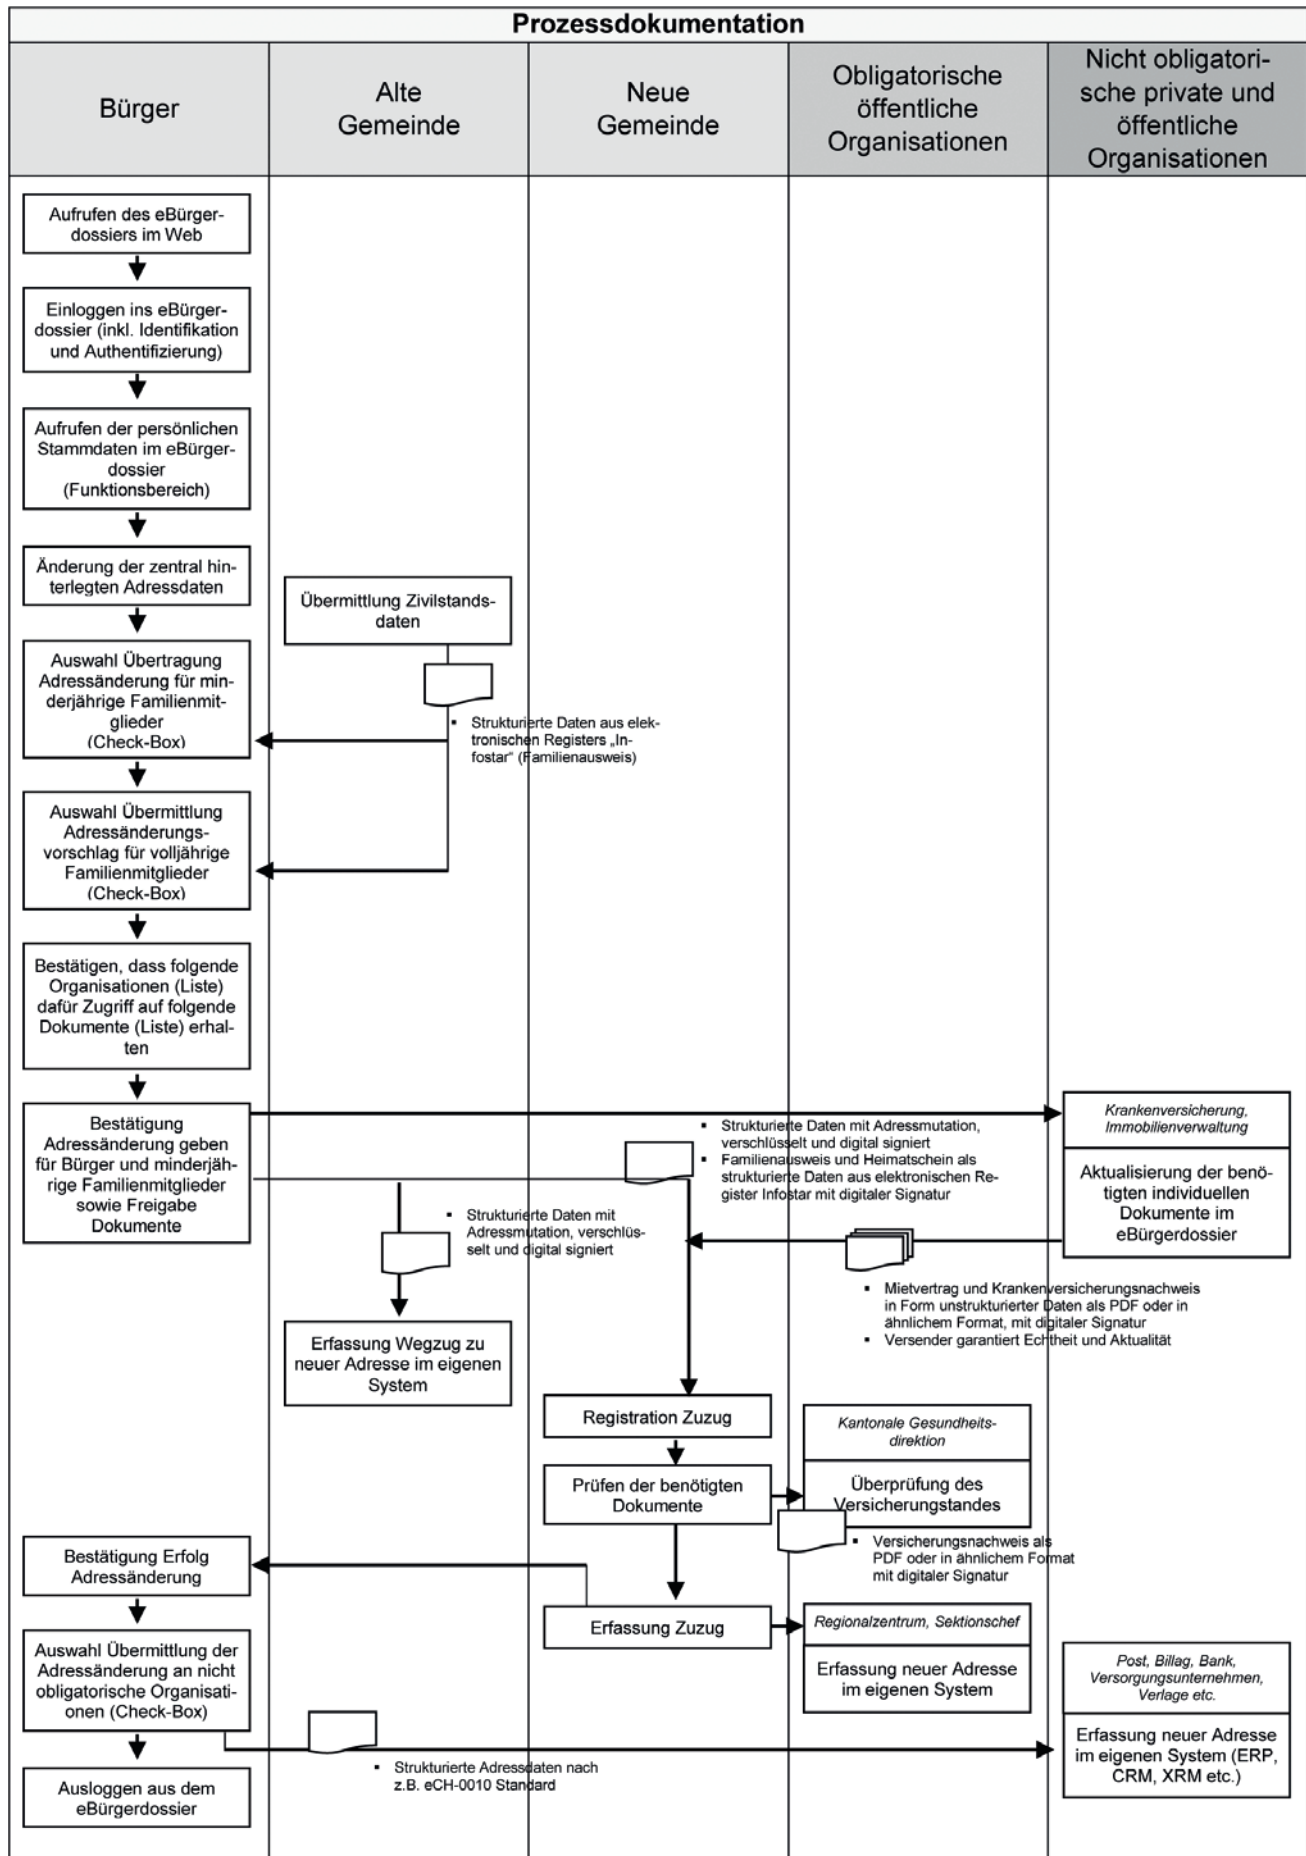 Prozessdokumentation
Bürger
Alte
Gemeinde
Neue
Gemeinde
Obligatorische
öffentliche
Organisationen
Nicht obligatori-
sche private und
öffentliche
Organisationen
Aufrufen des eBürger-
dossiers im Web
Einloggen ins eBürger-
dossier (inkl. Identifikation
und Authentifizierung)
Aufrufen der persönlichen
Stammdaten im eBürger-
dossier
(Funktionsbereich)
Änderung der zentral hin-
terlegten Adressdaten
Übermittlung Zivilstands-
daten
Auswahl Übertragung
Adressänderung für min-
derjährige Familienmit-
glieder
(Check-Box)
▪ Strukturierte Daten aus elek-
tronischen Registers „In-
fostar“ (Familienausweis)
Auswahl Übermittlung
Adressänderungs-
vorschlag für volljährige
Familienmitglieder
(Check-Box)
Bestätigen, dass folgende
Organisationen (Liste)
dafür Zugriff auf folgende
Dokumente (Liste) erhal-
ten
Bestätigung
Adressänderung geben
für Bürger und minderjäh-
rige Familienmitglieder
sowie Freigabe
Dokumente
▪ Strukturierte Daten mit Adressmutation,
verschlüsselt und digital signiert
▪ Familienausweis und Heimatschein als
strukturierte Daten aus elektronischen Re-
gister Infostar mit digitaler Signatur
Krankenversicherung,
Immobilienverwaltung
Aktualisierung der benö-
tigten individuellen
Dokumente im
eBürgerdossier
▪ Strukturierte Daten mit
Adressmutation, verschlüs-
selt und digital signiert
▪ Mietvertrag und Krankenversicherungsnachweis
in Form unstrukturierter Daten als PDF oder in
ähnlichem Format, mit digitaler Signatur
▪ Versender garantiert Echtheit und Aktualität
Erfassung Wegzug zu
neuer Adresse im eigenen
System
Registration Zuzug
Kantonale Gesundheits-
direktion
Prüfen der benötigten
Dokumente
Überprüfung des
Versicherungstandes
▪ Versicherungsnachweis als
PDF oder in ähnlichem Format
mit digitaler Signatur
Bestätigung Erfolg
Adressänderung
Erfassung Zuzug
Regionalzentrum, Sektionschef
Erfassung neuer Adresse
im eigenen System
Auswahl Übermittlung der
Adressänderung an nicht
obligatorische Organisati-
onen (Check-Box)
Post, Billag, Bank,
Versorgungsunternehmen,
Verlage etc.
Erfassung neuer Adresse
im eigenen System (ERP,
CRM, XRM etc.)
▪ Strukturierte Adressdaten nach
z.B. eCH-0010 Standard
Ausloggen aus dem
eBürgerdossier